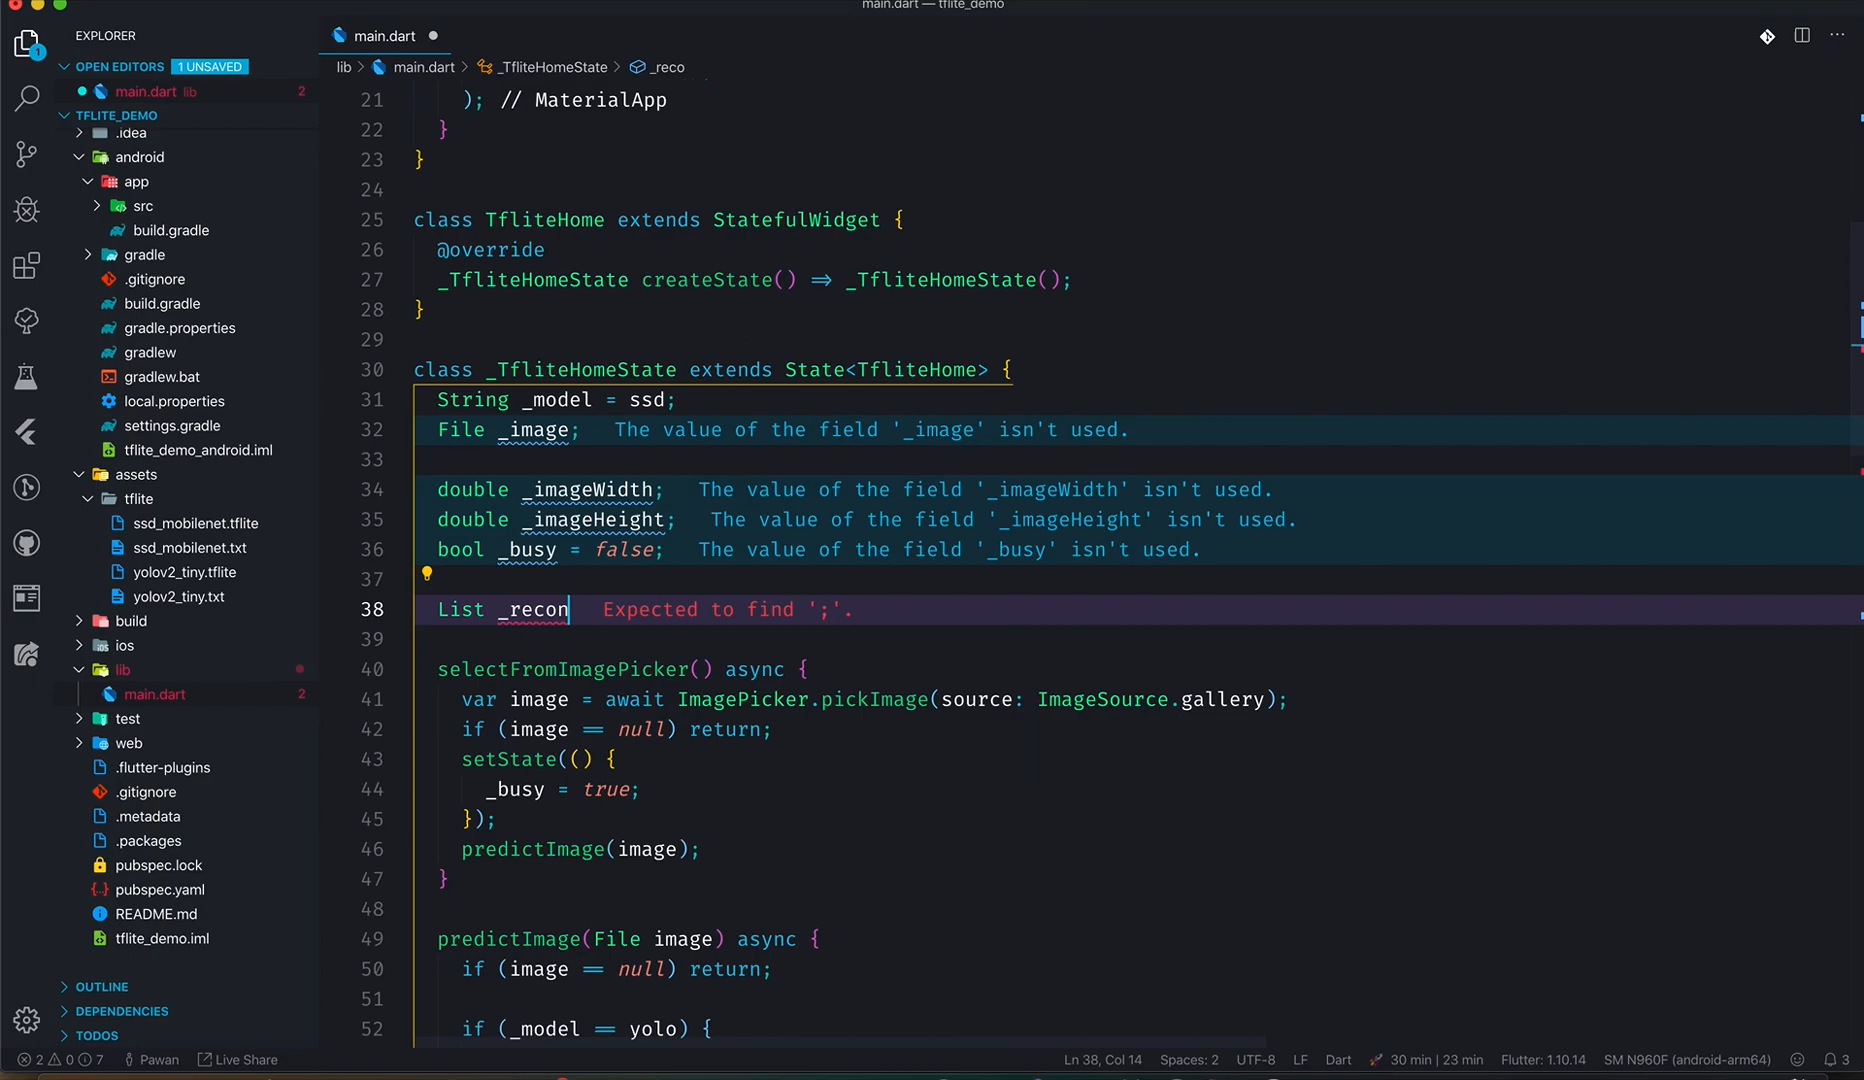 main.dart — tflite_demo
EXPLORER
OPEN EDITORS 1 UNSAVED
main.dart lib 2
TFLITE_DEMO
.idea
android
app
src
build.gradle
gradle
.gitignore
build.gradle
gradle.properties
gradlew
gradlew.bat
local.properties
settings.gradle
tflite_demo_android.iml
assets
tflite
ssd_mobilenet.tflite
ssd_mobilenet.txt
yolov2_tiny.tflite
yolov2_tiny.txt
build
ios
lib
main.dart 2
test
web
.flutter-plugins
.gitignore
.metadata
.packages
pubspec.lock
pubspec.yaml
README.md
tflite_demo.iml
OUTLINE
DEPENDENCIES
TODOS
1
main.dart
lib > main.dart > _TfliteHomeState > _reco
21 ); // MaterialApp
22 }
23 }
24
25 class TfliteHome extends StatefulWidget {
26 @override
27 _TfliteHomeState createState() => _TfliteHomeState();
28 }
29
30 class _TfliteHomeState extends State<TfliteHome> {
31 String _model = ssd;
32 File _image; The value of the field '_image' isn't used.
33
34 double _imageWidth; The value of the field '_imageWidth' isn't used.
35 double _imageHeight; The value of the field '_imageHeight' isn't used.
36 bool _busy = false; The value of the field '_busy' isn't used.
37
38 List _recon Expected to find ';'.
39
40 selectFromImagePicker() async {
41 var image = await ImagePicker.pickImage(source: ImageSource.gallery);
42 if (image == null) return;
43 setState(() {
44 _busy = true;
45 });
46 predictImage(image);
47 }
48
49 predictImage(File image) async {
50 if (image == null) return;
51
52 if (_model == yolo) {
2 0 7 Pawan Live Share Ln 38, Col 14 Spaces: 2 UTF-8 LF Dart 30 min | 23 min Flutter: 1.10.14 SM N960F (android-arm64) 3